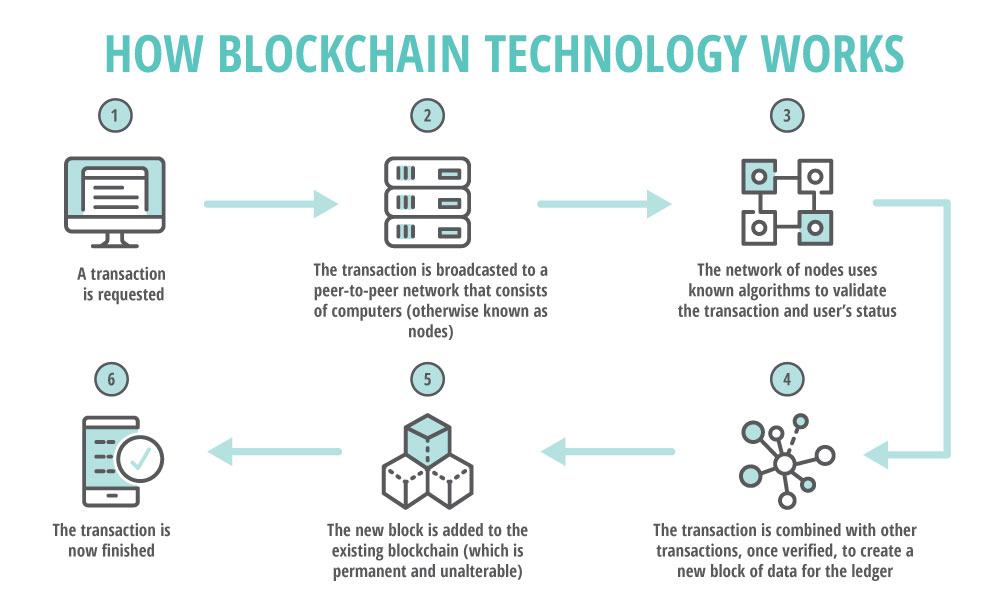 HOW BLOCKCHAIN TECHNOLOGY WORKS
1
A transaction
is requested
2
The transaction is broadcasted to a
peer-to-peer network that consists
of computers (otherwise known as
nodes)
3
The network of nodes uses
known algorithms to validate
the transaction and user's status
4
The transaction is combined with other
transactions, once verified, to create a
new block of data for the ledger
5
The new block is added to the
existing blockchain (which is
permanent and unalterable)
6
The transaction is
now finished